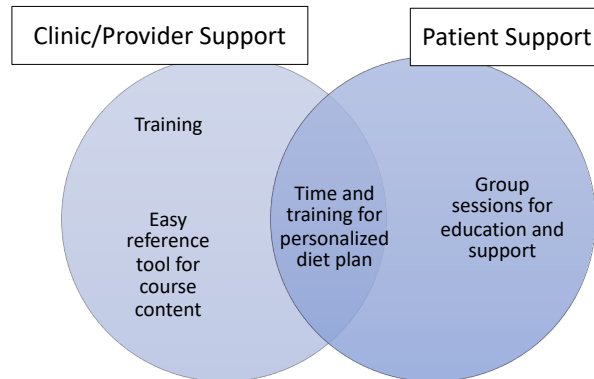 Clinic/Provider Support
Patient Support
Training
Easy
reference
tool for
course
content
Time and
training for
personalized
diet plan
Group
sessions for
education and
support